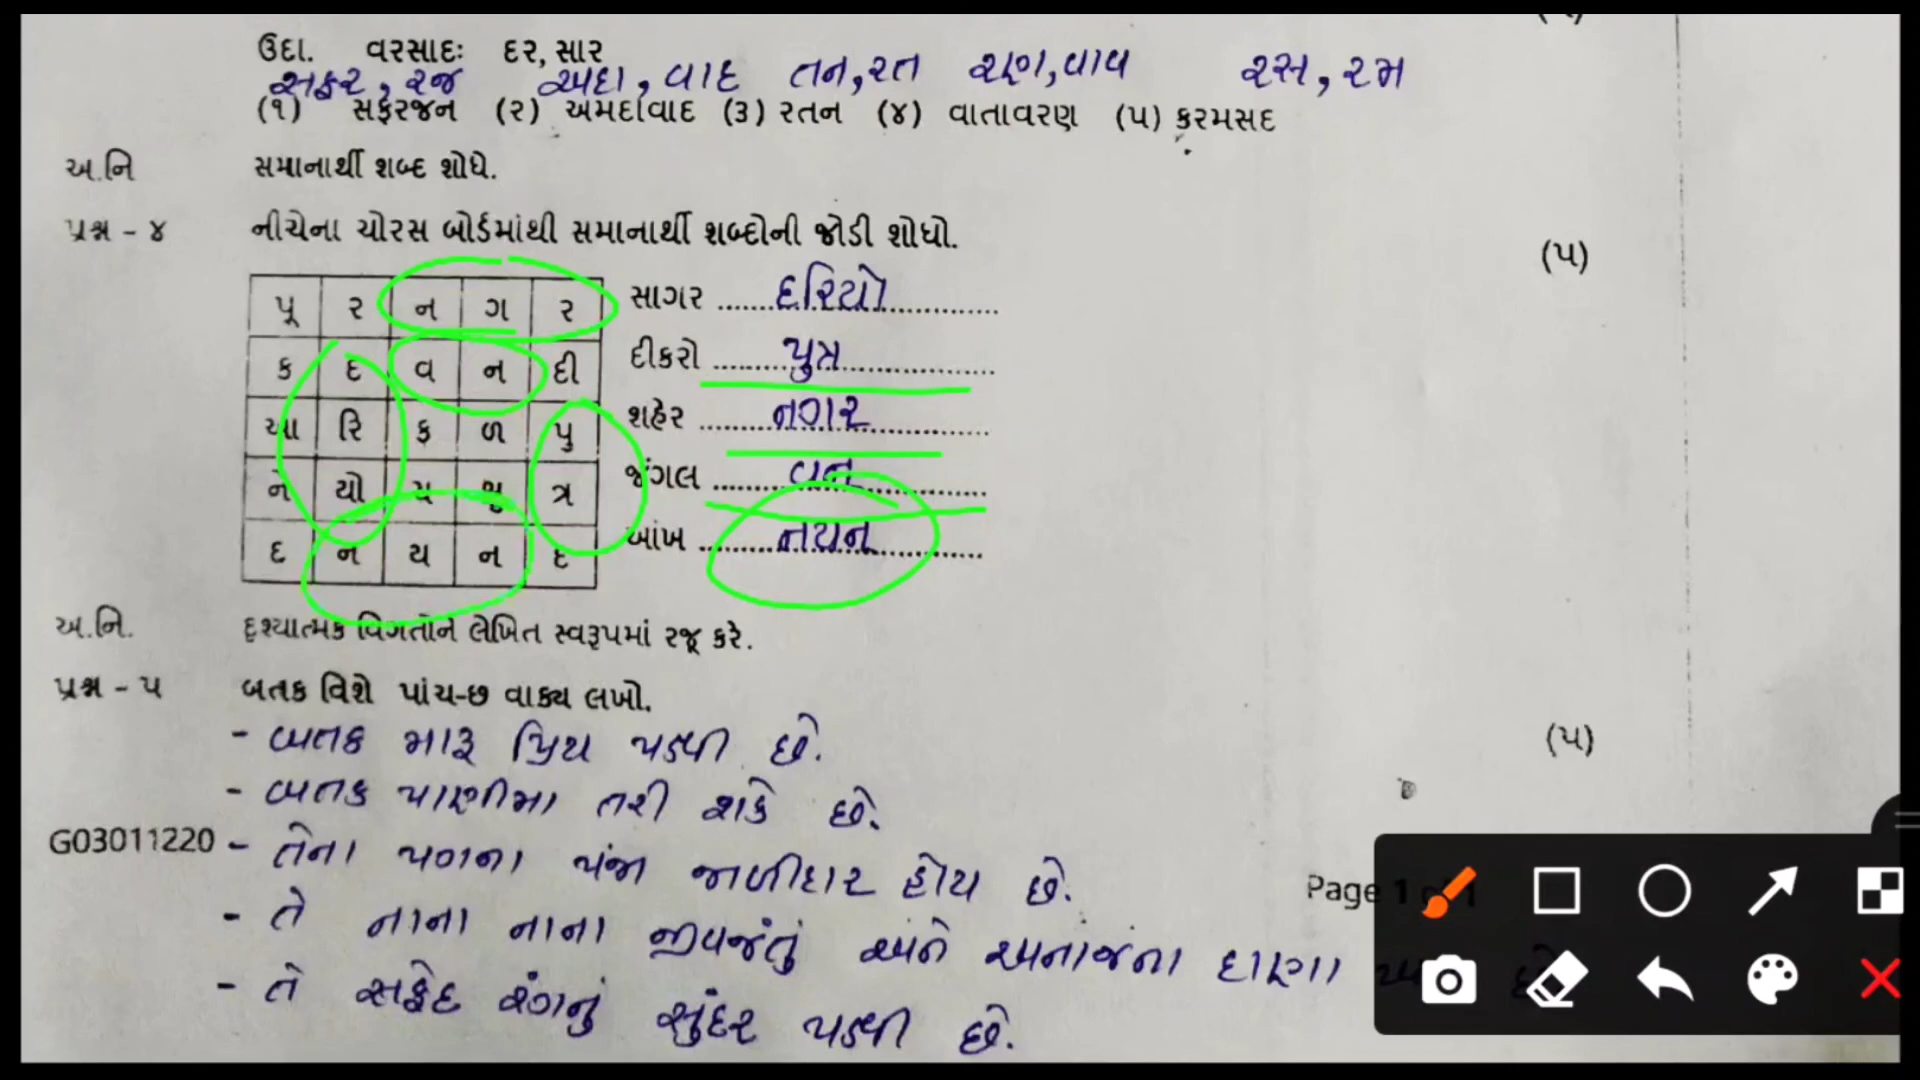 ઉદા. વરસાદઃ દર, સાર
સફર, રજ અદા, વાદ તન, રત રણ, વાવ રસ, રમ
(૧) સફરજન (૨) અમદાવાદ (૩) રતન (૪) વાતાવરણ (૫) કરમસદ
અ.નિ સમાનાર્થી શબ્દ શોધે.
પ્રશ્ન - ૪ નીચેના ચોરસ બોર્ડમાંથી સમાનાર્થી શબ્દોની જોડી શોધો. (૫)
પૂ ર ન ગ ર સાગર ......દરિયો............
ક દ વ ન દી દીકરો .........પુત્ર...............
આ રિ ફ ળ પુ શહેર .........નગર...............
ને યો ય ત્ર જંગલ .........વન...............
દ ન ય ન દ આંખ .........નયન...............
અ.નિ. દૃશ્યાત્મક વિગતોને લેખિત સ્વરૂપમાં રજૂ કરે.
પ્રશ્ન - ૫ બતક વિશે પાંચ-છ વાક્ય લખો. (૫)
- બતક મારૂ પ્રિય પક્ષી છે.
- બતક પાણીમા તરી શકે છે.
G03011220 - તેના પગના પંજા જાળીદાર હોય છે.
Page 1
- તે નાના નાના જીવજંતું અને અનાજના દાણા
- તે સફેદ રંગનું સુંદર પક્ષી છે.